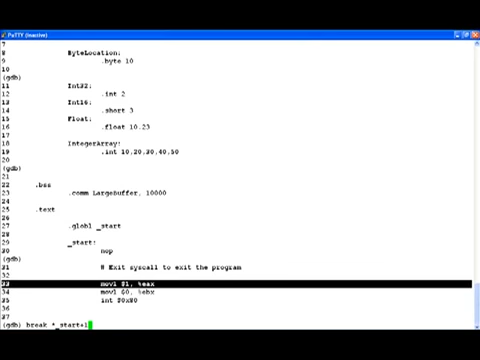 PuTTY (inactive)
7
8 ByteLocation:
9 .byte 10
10
(gdb)
11 Int32:
12 .int 2
13 Int16:
14 .short 3
15 Float:
16 .float 10.23
17
18 IntegerArray:
19 .int 10,20,30,40,50
20
(gdb)
21
22 .bss
23 .comm LargeBuffer, 10000
24
25 .text
26
27 .globl _start
28
29 _start:
30 nop
(gdb)
31 # Exit syscall to exit the program
32
33 movl $1, %eax
34 movl $0, %ebx
35 int $0x80
36
37
(gdb) break *_start+1